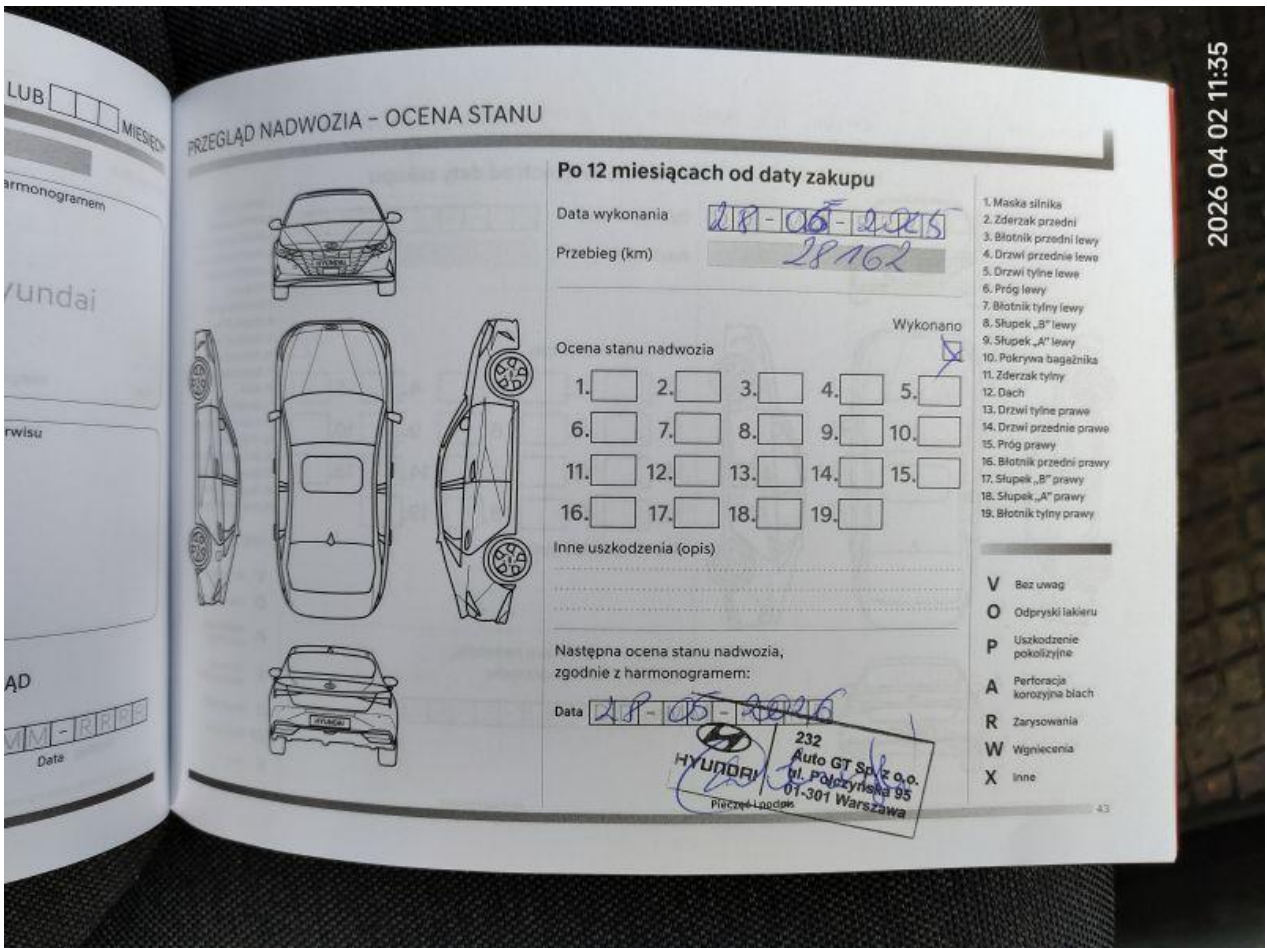 LUB
MIESIĘCY
armonogramem
yundai
rwisu
AD
MM - RRRR
Data
PRZEGLĄD NADWOZIA – OCENA STANU
Po 12 miesiącach od daty zakupu
Data wykonania 28-05-2025
Przebieg (km) 28162
Wykonano
Ocena stanu nadwozia
1. 2. 3. 4. 5.
6. 7. 8. 9. 10.
11. 12. 13. 14. 15.
16. 17. 18. 19.
Inne uszkodzenia (opis)
Następna ocena stanu nadwozia,
zgodnie z harmonogramem:
Data 28-05-2026
HYUNDAI
232
Auto GT Sp. z o.o.
ul. Połczyńska 95
01-301 Warszawa
Pieczęć i podpis
1. Maska silnika
2. Zderzak przedni
3. Błotnik przedni lewy
4. Drzwi przednie lewe
5. Drzwi tylne lewe
6. Próg lewy
7. Błotnik tylny lewy
8. Słupek „B" lewy
9. Słupek „A" lewy
10. Pokrywa bagażnika
11. Zderzak tylny
12. Dach
13. Drzwi tylne prawe
14. Drzwi przednie prawe
15. Próg prawy
16. Błotnik przedni prawy
17. Słupek „B" prawy
18. Słupek „A" prawy
19. Błotnik tylny prawy
V Bez uwag
O Odpryski lakieru
P Uszkodzenie
pokolizyjne
A Perforacja
korozyjna blach
R Zarysowania
W Wgniecenia
X Inne
43
HYUNDAI
HYUNDAI
2026 04 02 11:35